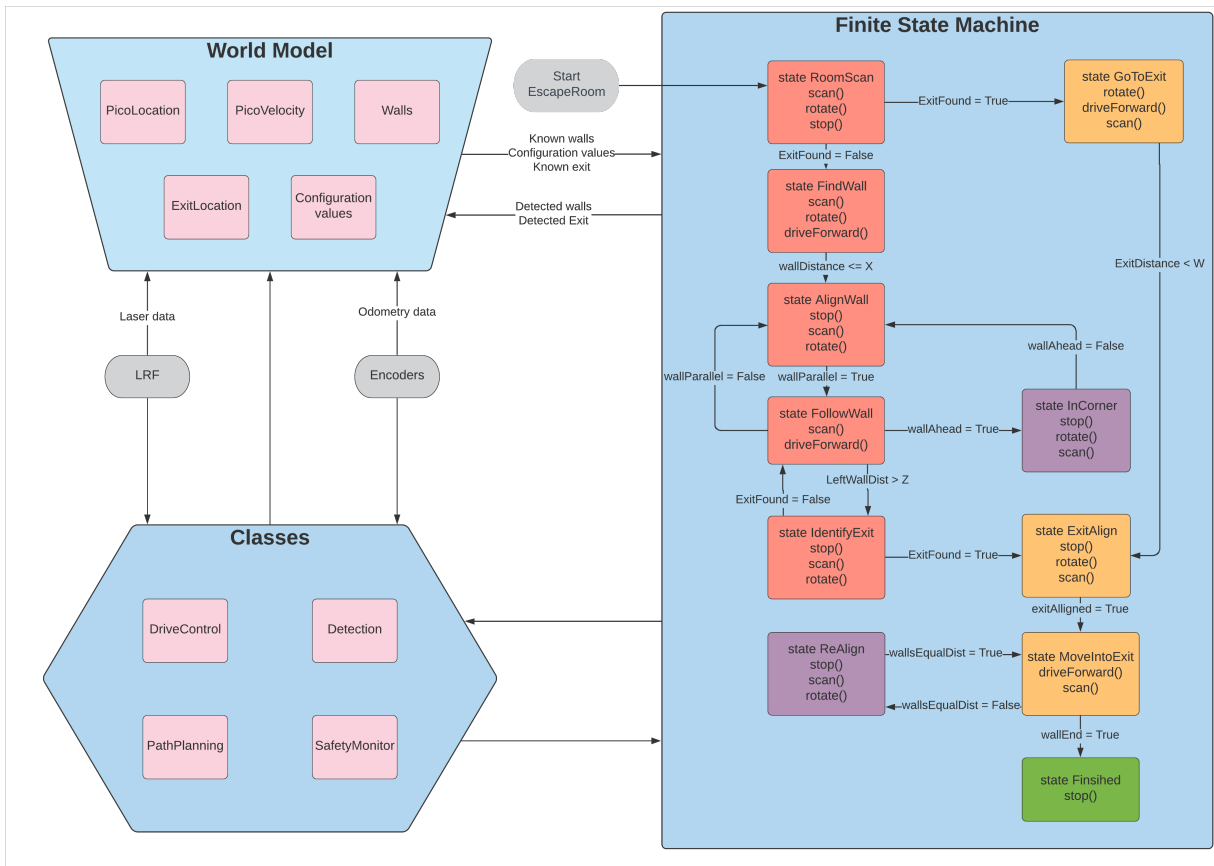 World Model
PicoLocation
PicoVelocity
Walls
ExitLocation
Configuration
values
Start
EscapeRoom
Known walls
Configuration values
Known exit
Detected walls
Detected Exit
Laser data
Odometry data
LRF
Encoders
Classes
DriveControl
Detection
PathPlanning
SafetyMonitor
Finite State Machine
state RoomScan
scan()
rotate()
stop()
ExitFound = True
state GoToExit
rotate()
driveForward()
scan()
ExitFound = False
state FindWall
scan()
rotate()
driveForward()
wallDistance <= X
ExitDistance < W
state AlignWall
stop()
scan()
rotate()
wallAhead = False
wallParallel = False
wallParallel = True
state FollowWall
scan()
driveForward()
wallAhead = True
state InCorner
stop()
rotate()
scan()
LeftWallDist > Z
ExitFound = False
state IdentifyExit
stop()
scan()
rotate()
ExitFound = True
state ExitAlign
stop()
rotate()
scan()
exitAlligned = True
state ReAlign
stop()
scan()
rotate()
wallsEqualDist = True
wallsEqualDist = False
state MoveIntoExit
driveForward()
scan()
wallEnd = True
state Finsihed
stop()